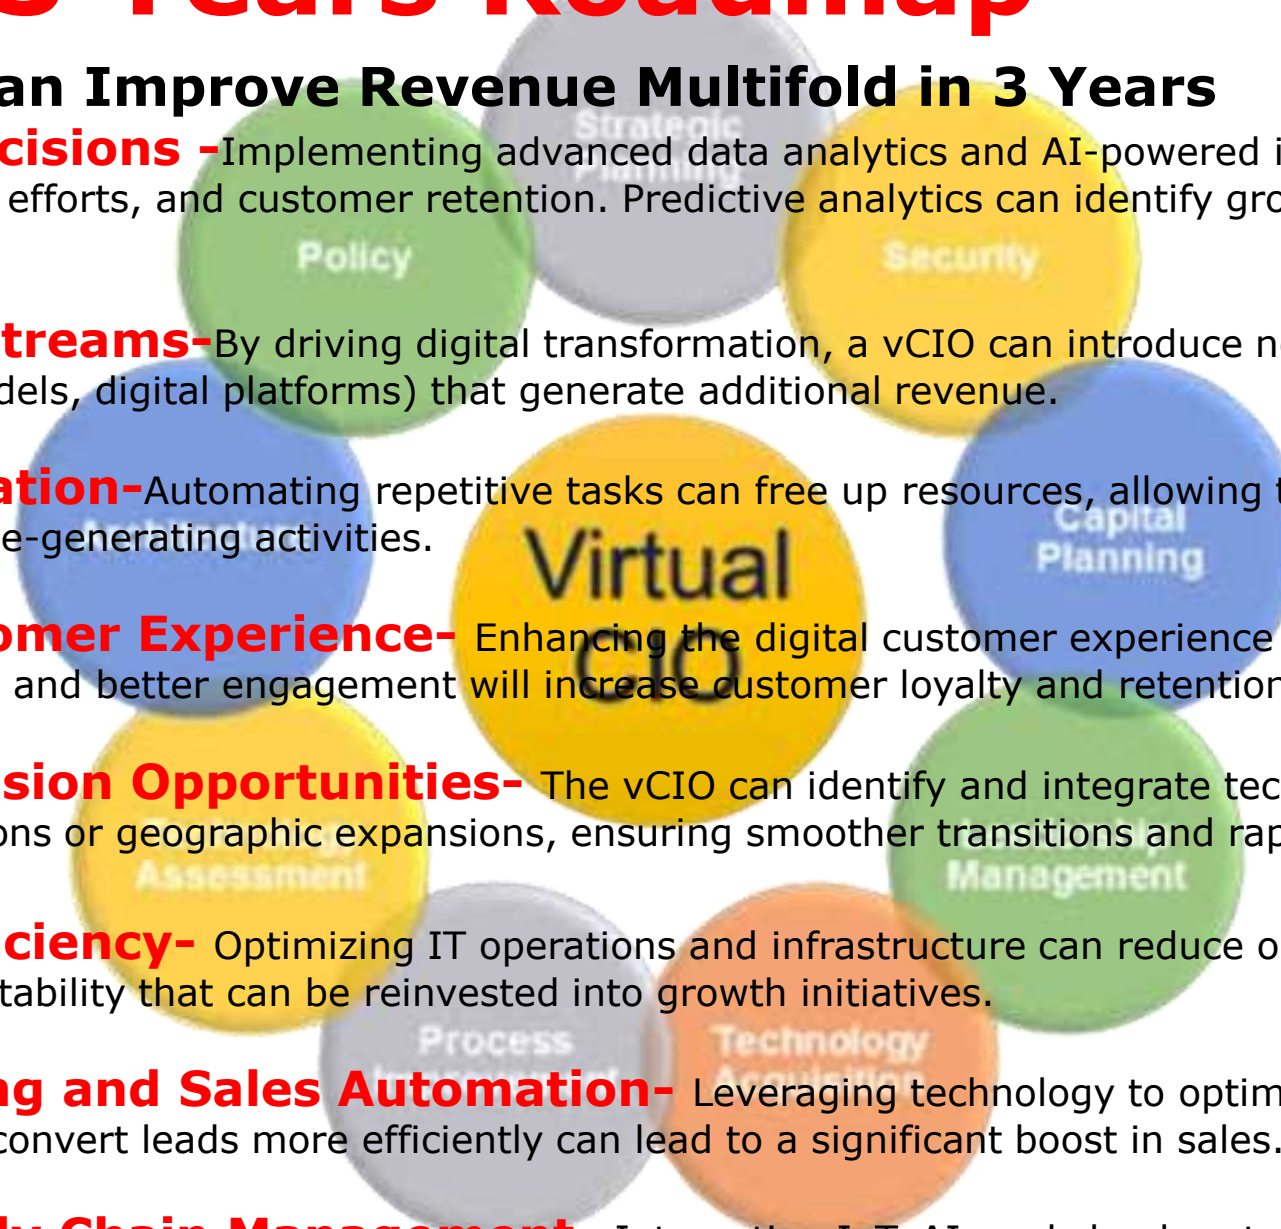 3 Years Roadmap
an Improve Revenue Multifold in 3 Years
cisions -Implementing advanced data analytics and AI-powered i
efforts, and customer retention. Predictive analytics can identify gro
treams-By driving digital transformation, a vCIO can introduce n
dels, digital platforms) that generate additional revenue.
ation-Automating repetitive tasks can free up resources, allowing t
e-generating activities.
omer Experience- Enhancing the digital customer experience
and better engagement will increase customer loyalty and retention
sion Opportunities- The vCIO can identify and integrate tec
ons or geographic expansions, ensuring smoother transitions and rap
ciency- Optimizing IT operations and infrastructure can reduce o
tability that can be reinvested into growth initiatives.
ng and Sales Automation- Leveraging technology to optim
convert leads more efficiently can lead to a significant boost in sales.
ly Chain Management
Strategic
Planning
Policy
Security
Capital
Planning
Virtual
CIO
Assessment
Management
Process
Improvement
Technology
Acquisition